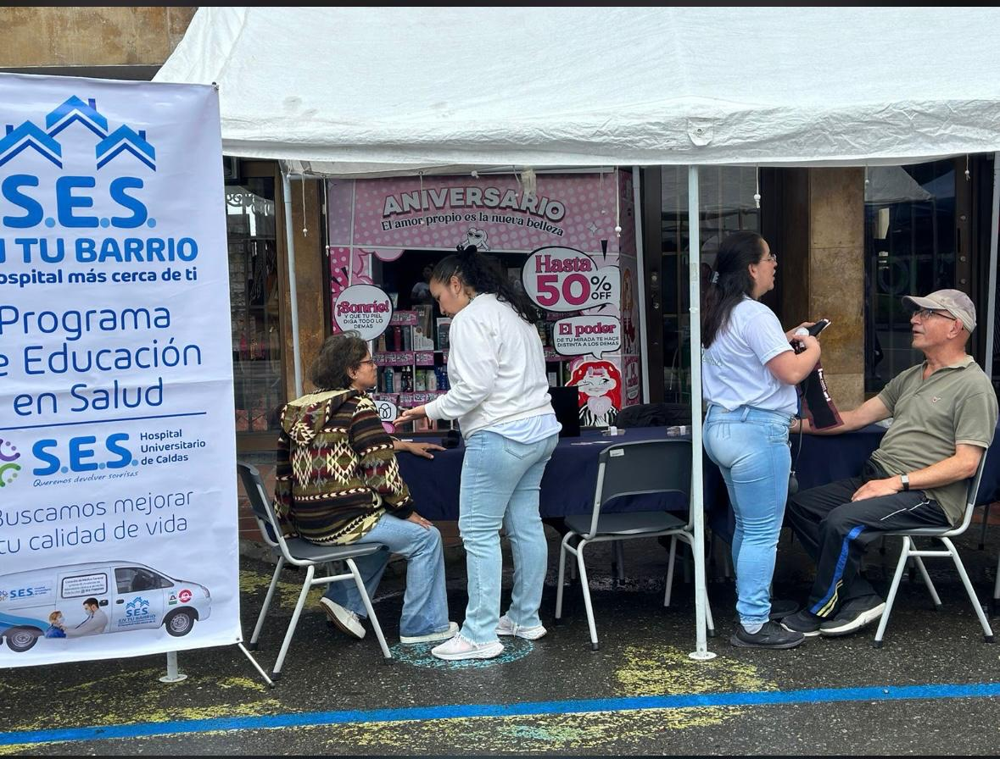 S.E.S.
EN TU BARRIO
ospital más cerca de ti
Programa
e Educación
en Salud
S.E.S.
Hospital
Universitario
de Caldas
Queremos devolver sonrisas
Buscamos mejorar
tu calidad de vida
S.E.S.
S.E.S.
EN TU BARRIO
ANIVERSARIO
El amor propio es la nueva belleza
Hasta
50% OFF
¡Sonríe!
Y QUE TU PIEL
DIGA TODO LO
DEMÁS
El poder
DE TU MIRADA TE HACE
DISTINTA A LOS DEMÁS